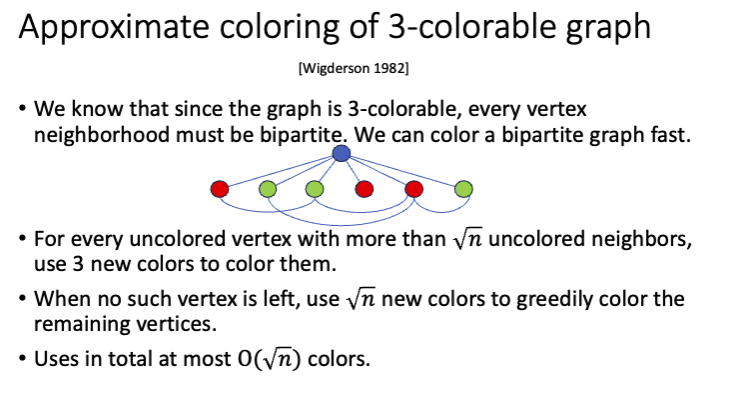 Approximate coloring of 3-colorable graph
[Wigderson 1982]
• We know that since the graph is 3-colorable, every vertex
neighborhood must be bipartite. We can color a bipartite graph fast.
• For every uncolored vertex with more than √n uncolored neighbors,
use 3 new colors to color them.
• When no such vertex is left, use √n new colors to greedily color the
remaining vertices.
• Uses in total at most O(√n) colors.